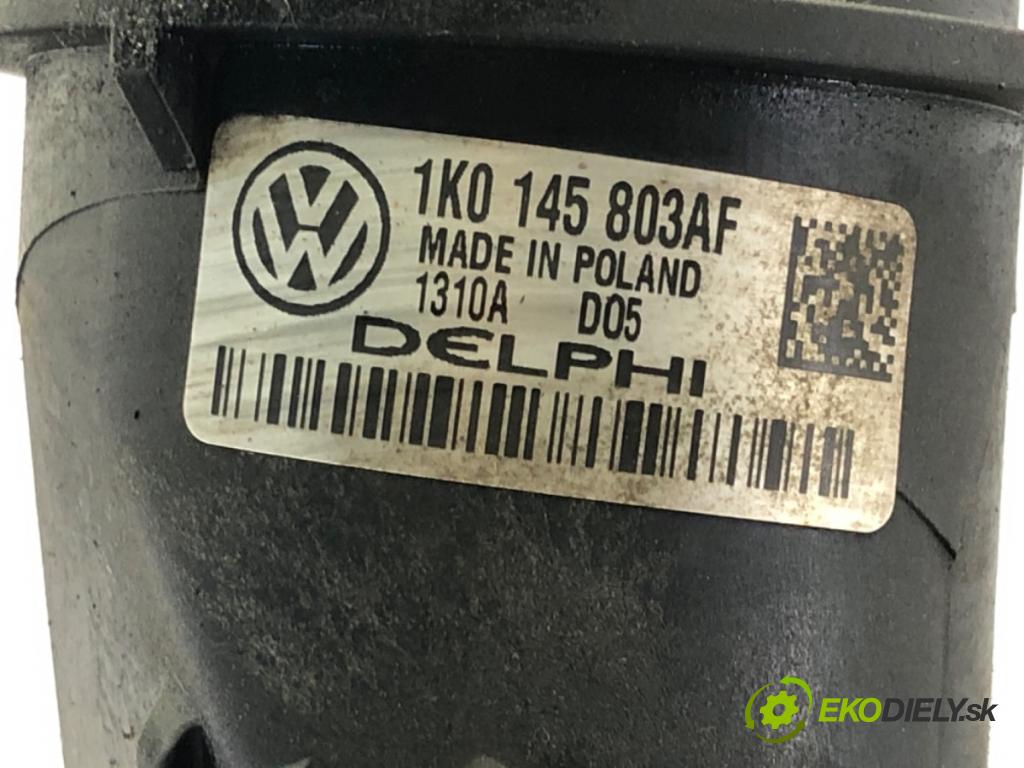 1K0 145 803AF
MADE IN POLAND
1310A D05
DELPHI
EKODIELY.sk